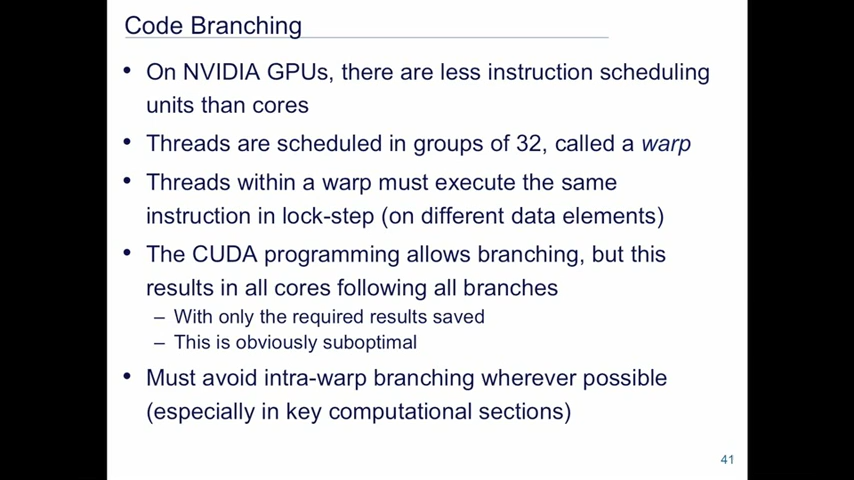 Code Branching
• On NVIDIA GPUs, there are less instruction scheduling
units than cores
• Threads are scheduled in groups of 32, called a warp
• Threads within a warp must execute the same
instruction in lock-step (on different data elements)
• The CUDA programming allows branching, but this
results in all cores following all branches
– With only the required results saved
– This is obviously suboptimal
• Must avoid intra-warp branching wherever possible
(especially in key computational sections)
41